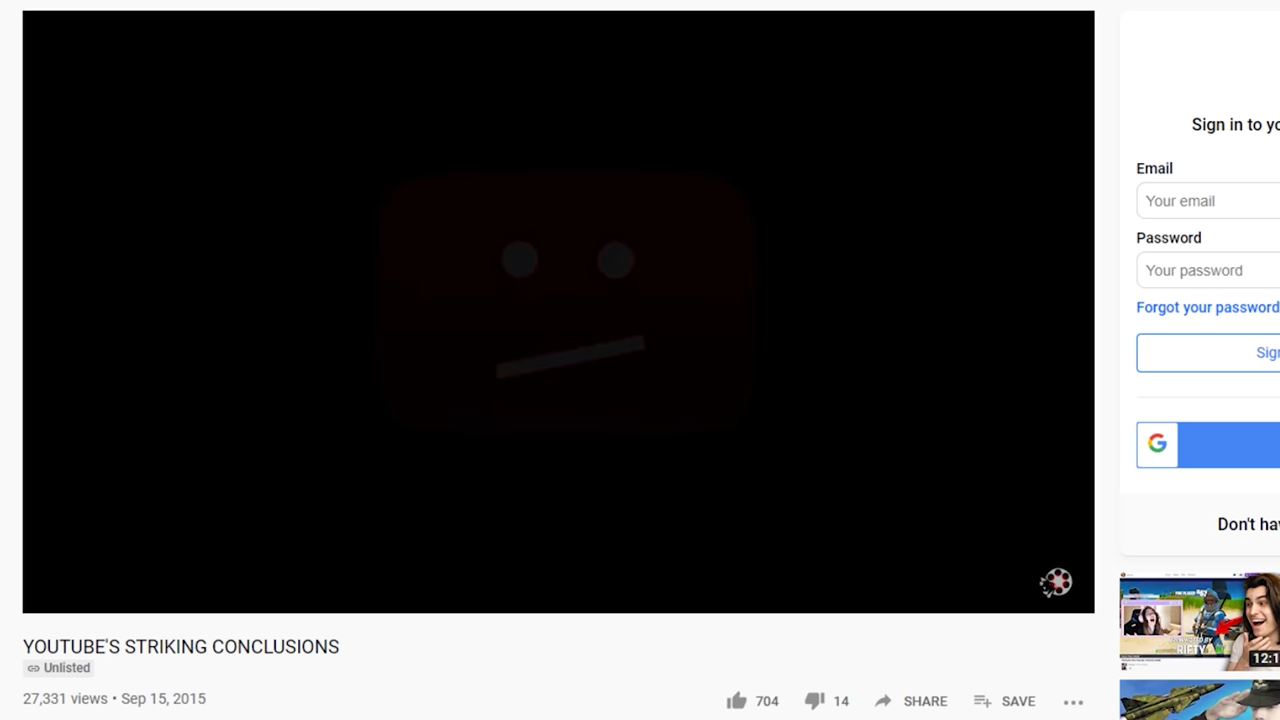 Sign in to yo
Email
Your email
Password
Your password
Forgot your password
Sign
G
Don't hav
YOUTUBE'S STRIKING CONCLUSIONS
Unlisted
27,331 views • Sep 15, 2015
704
14
SHARE
SAVE
RIFTY
12:1